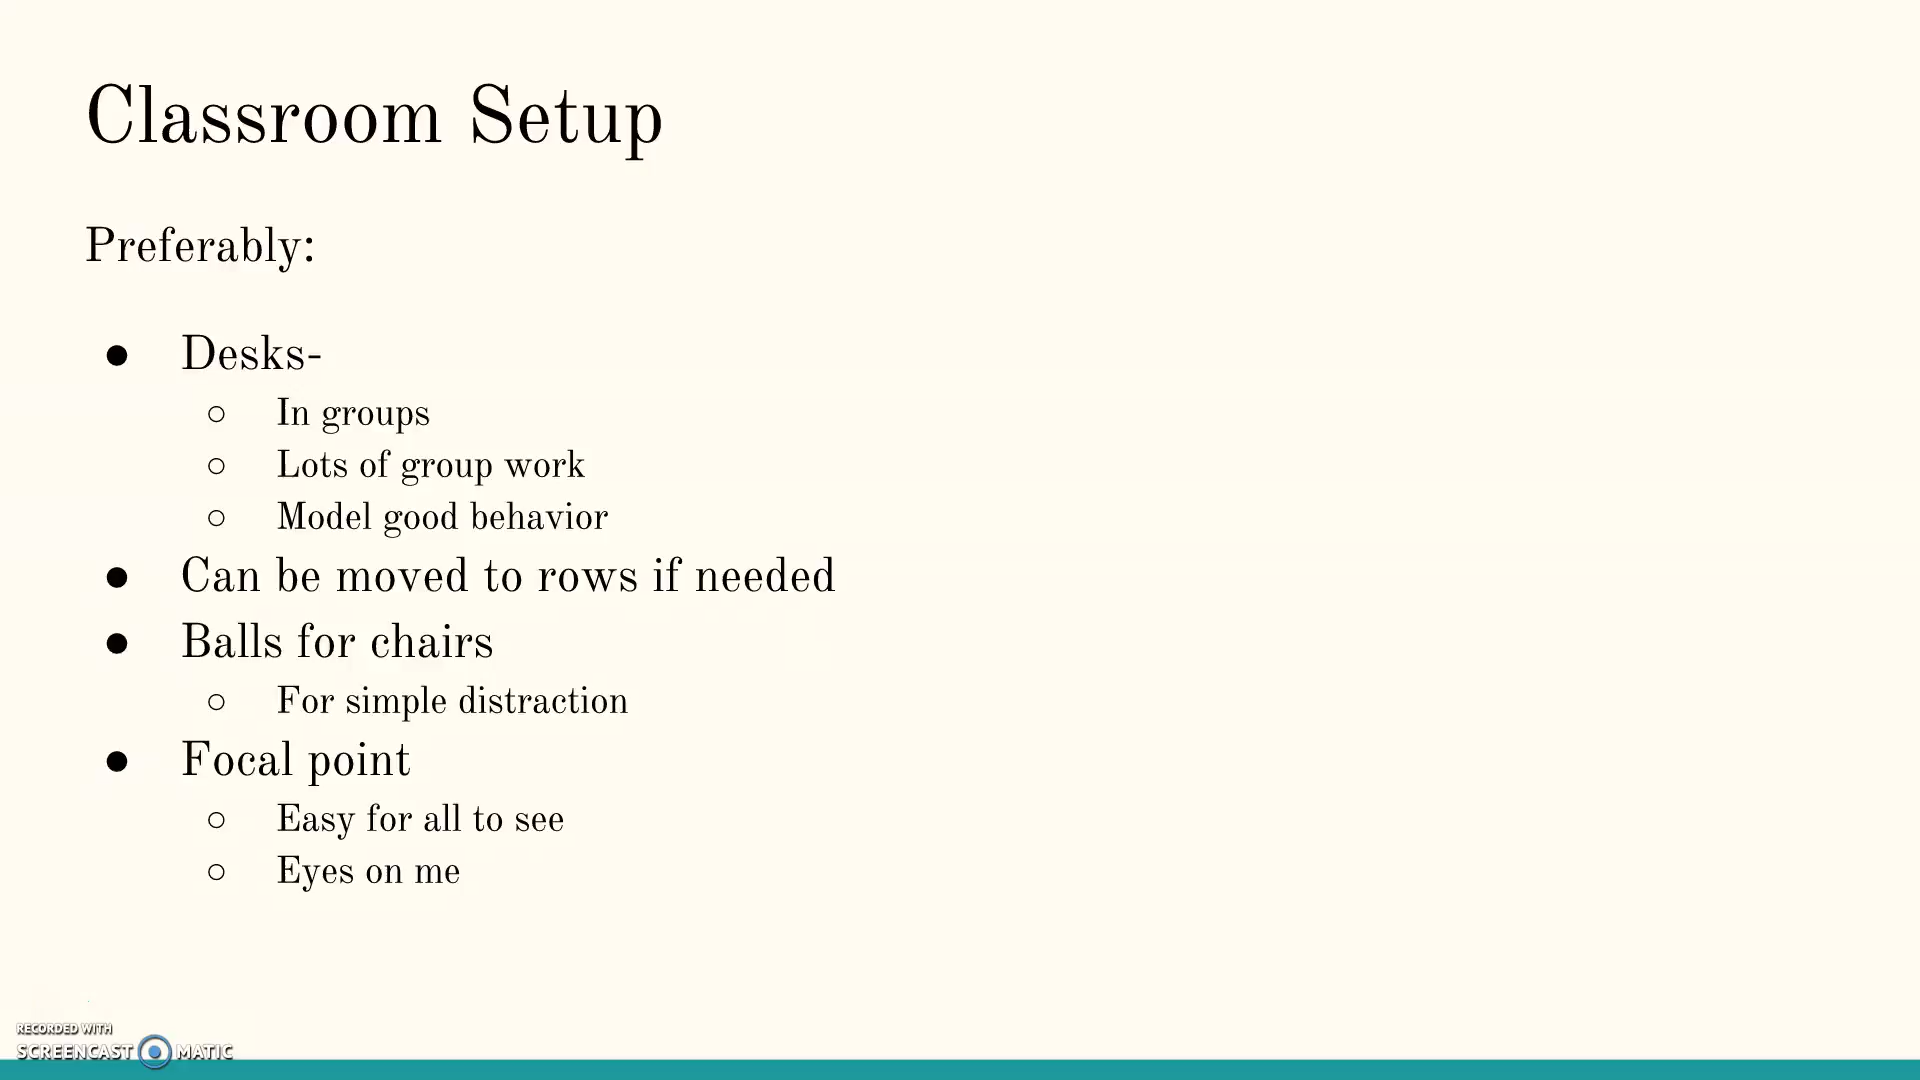 Classroom Setup
Preferably:
● Desks-
○ In groups
○ Lots of group work
○ Model good behavior
● Can be moved to rows if needed
● Balls for chairs
○ For simple distraction
● Focal point
○ Easy for all to see
○ Eyes on me
RECORDED WITH
SCREENCAST MATIC